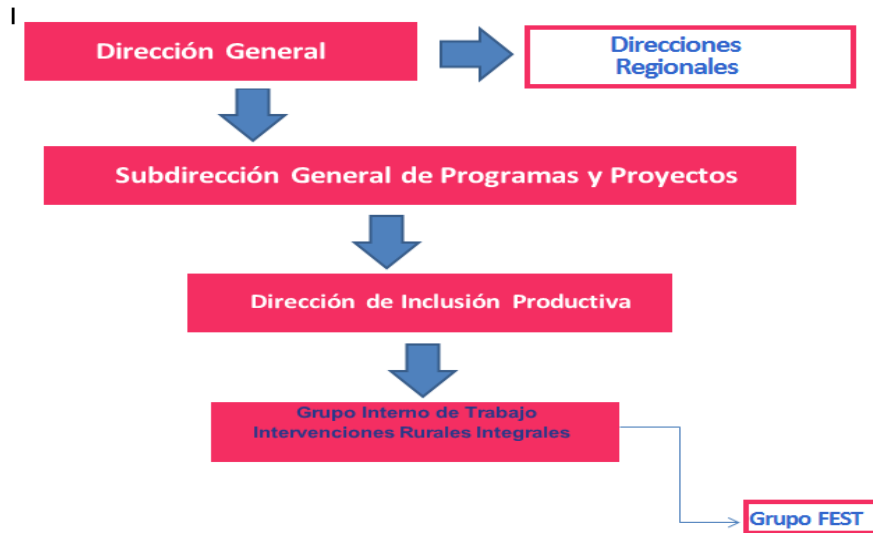 I
Dirección General
Direcciones
Regionales
Subdirección General de Programas y Proyectos
Dirección de Inclusión Productiva
Grupo Interno de Trabajo
Intervenciones Rurales Integrales
Grupo FEST